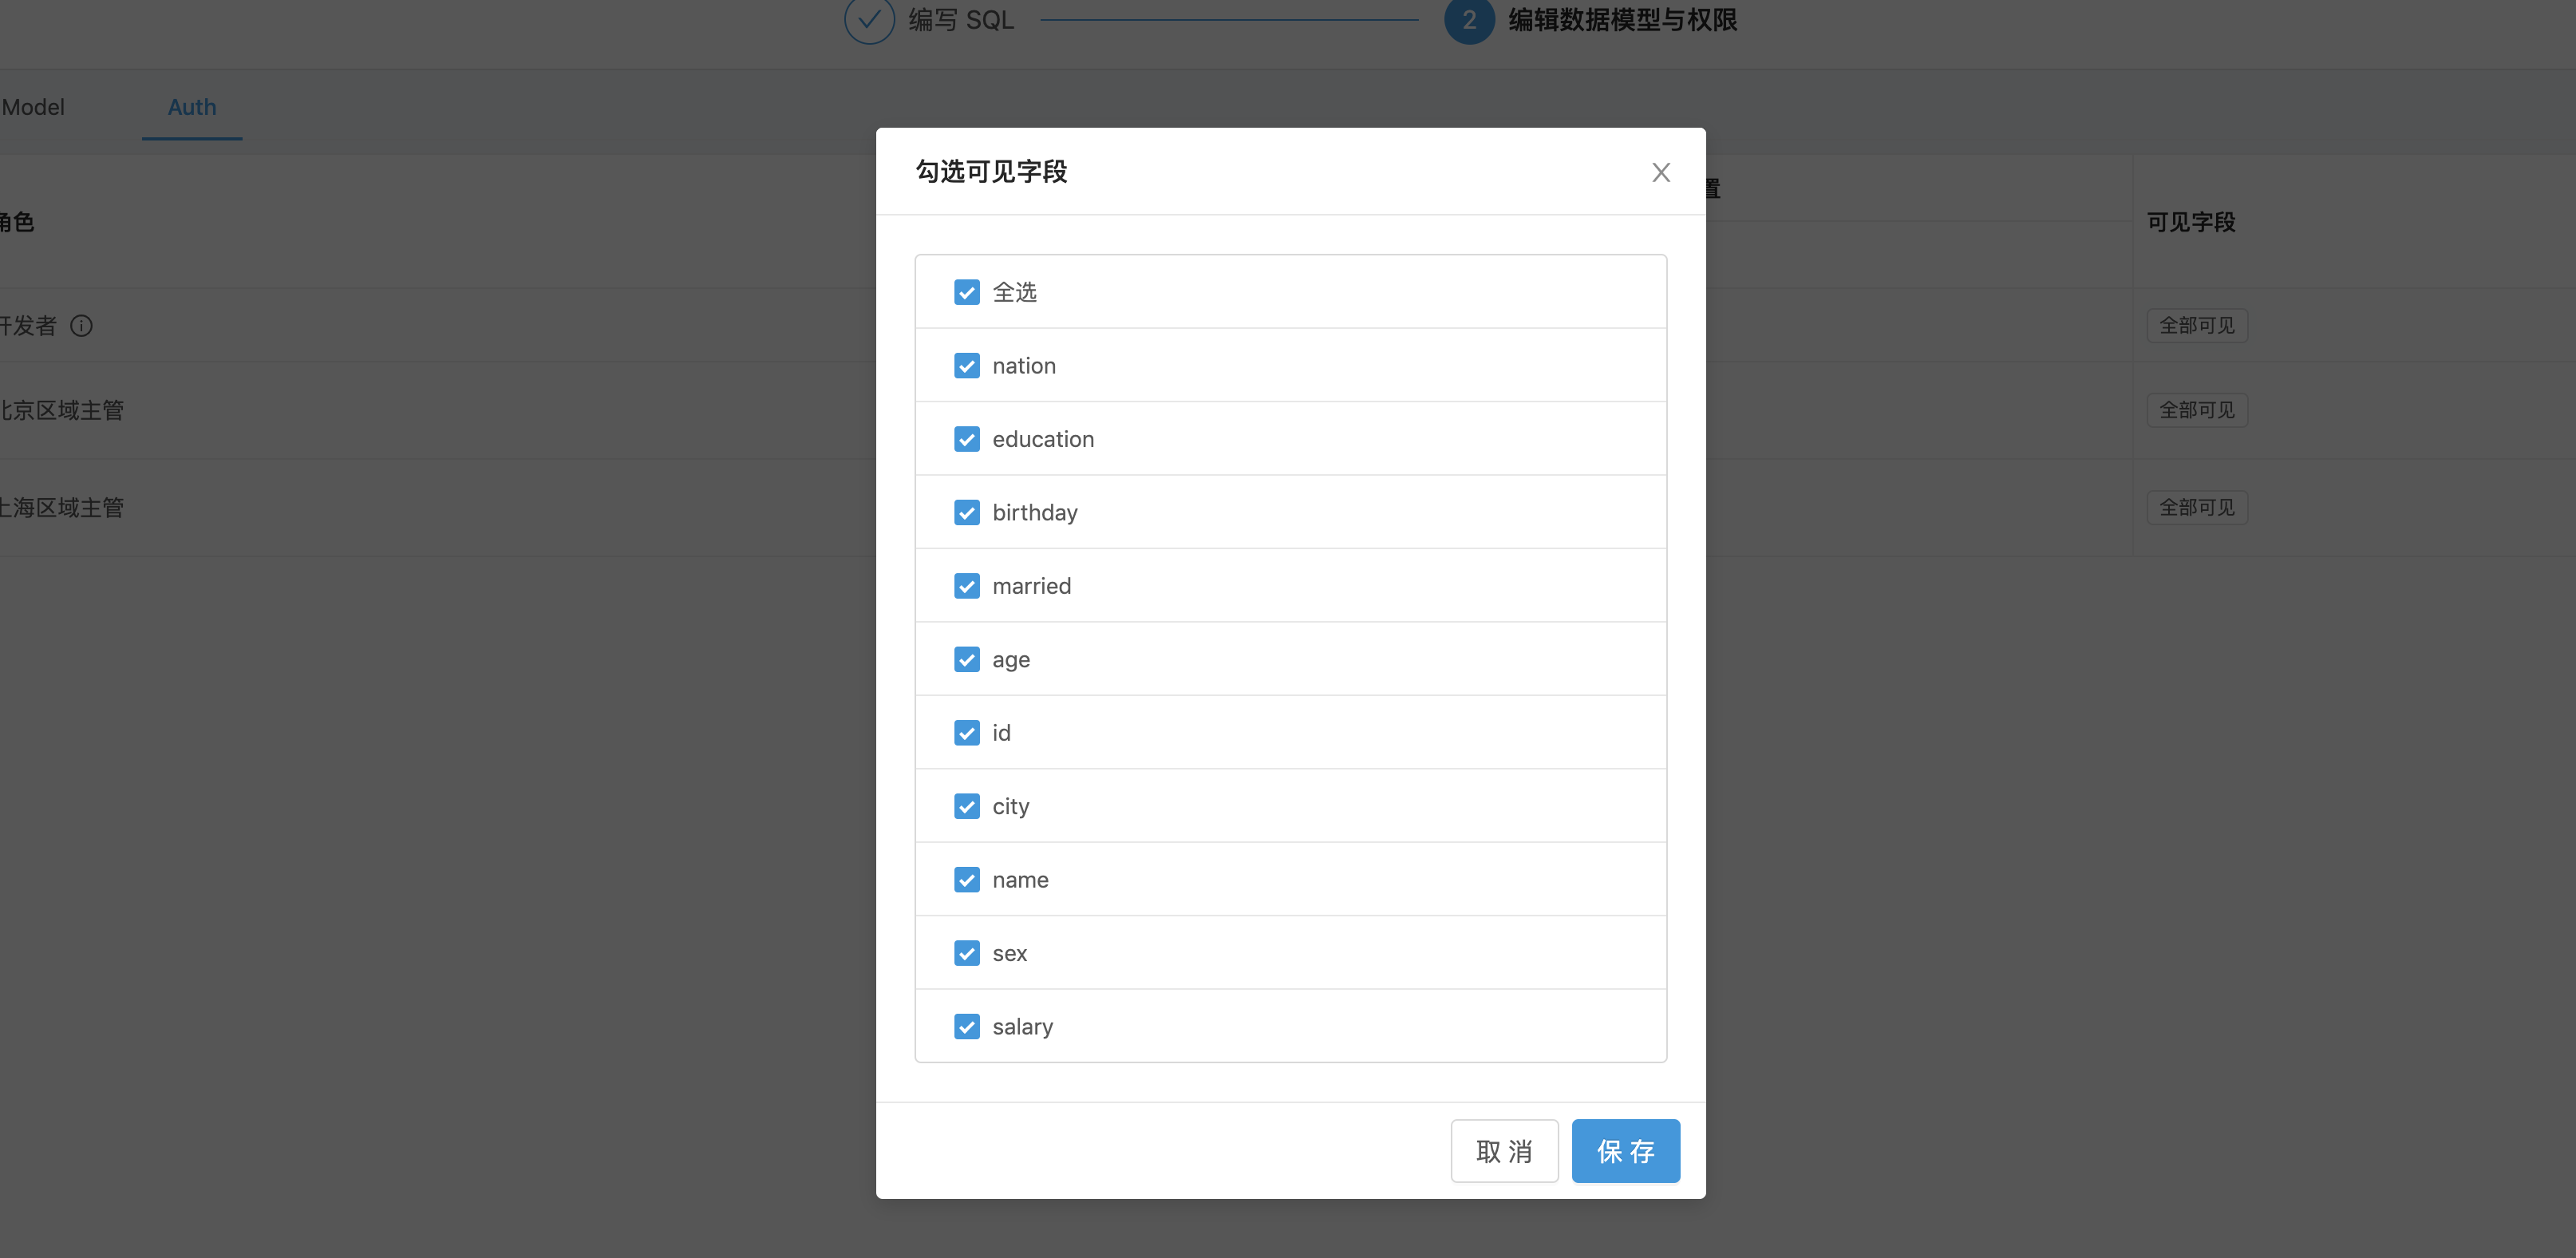 编写 SQL
2 编辑数据模型与权限
Model
Auth
勾选可见字段
置
角色
可见字段
全选
开发者
全部可见
nation
北京区域主管
全部可见
education
上海区域主管
全部可见
birthday
married
age
id
city
name
sex
salary
取 消
保 存